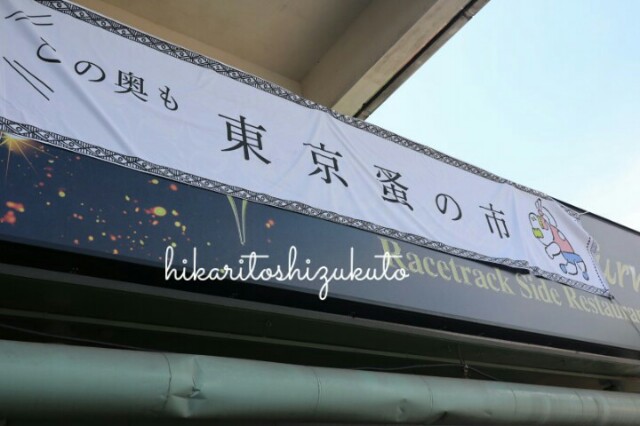 この奥も
東京蚤の市
Racetrack Side Restaura
hikaritoshizukuto